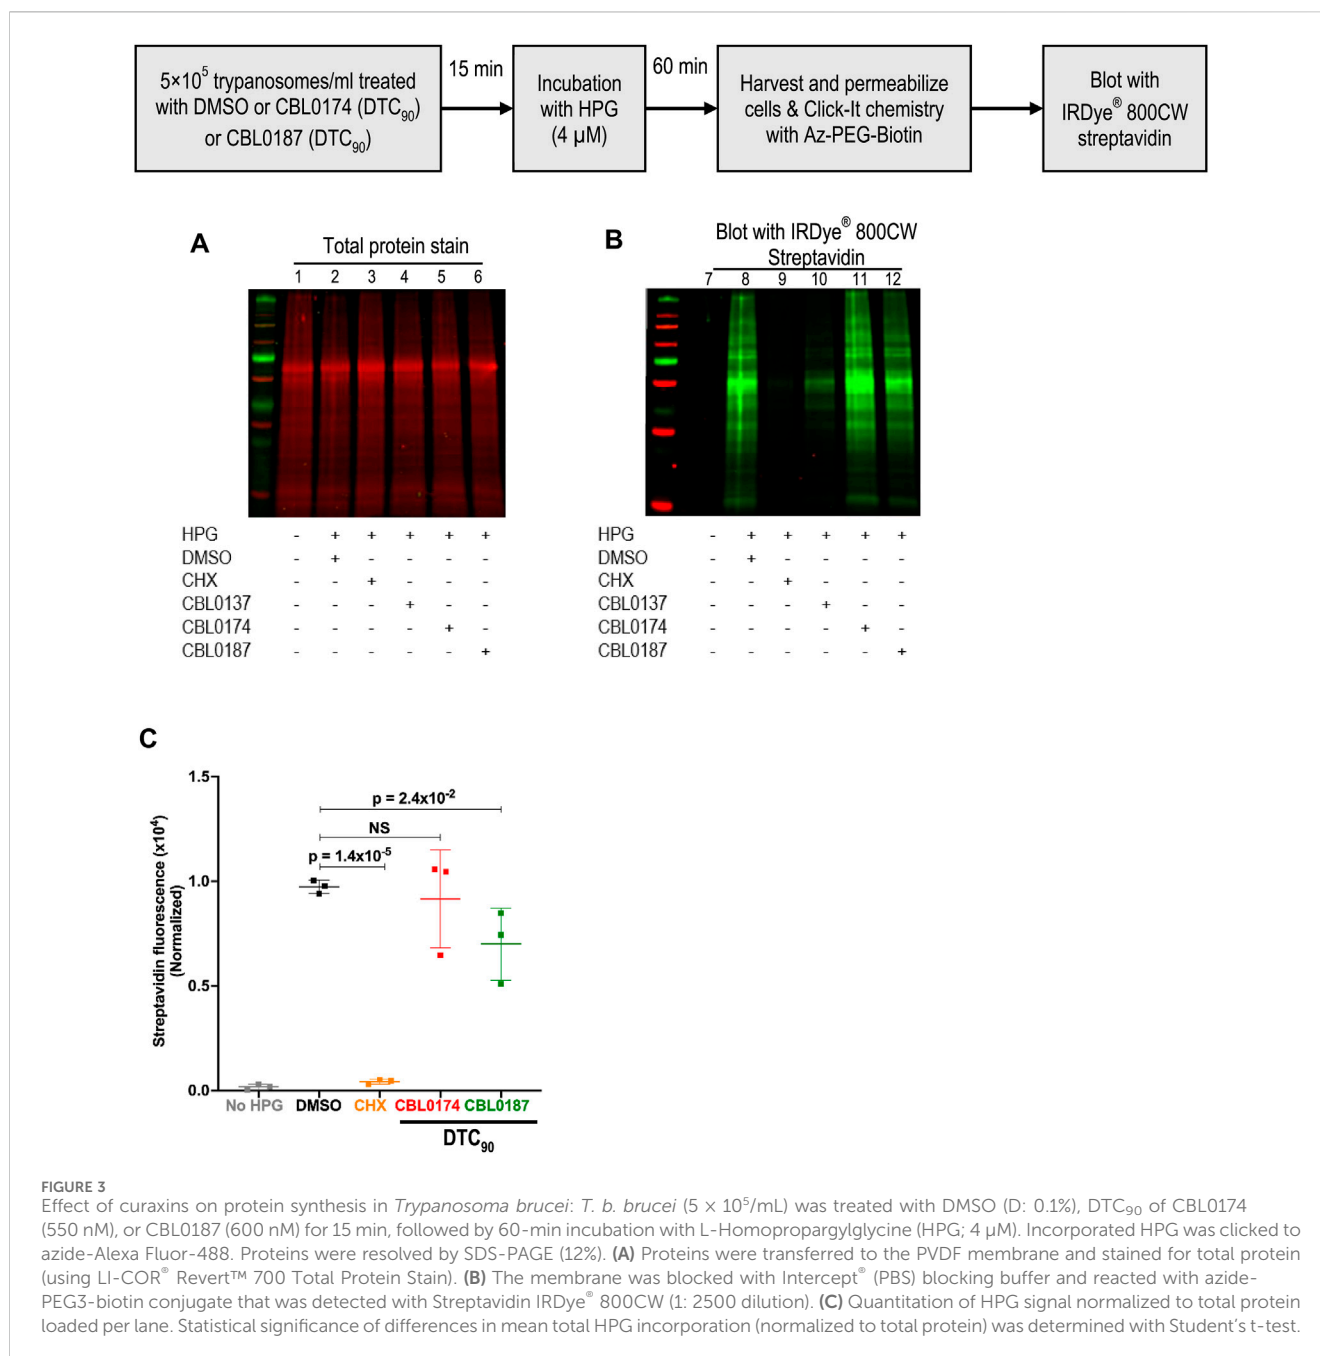 5×10⁵ trypanosomes/ml treated
with DMSO or CBL0174 (DTC₉₀)
or CBL0187 (DTC₉₀)
15 min
Incubation
with HPG
(4 µM)
60 min
Harvest and permeabilize
cells & Click-It chemistry
with Az-PEG-Biotin
Blot with
IRDye® 800CW
streptavidin
A
Total protein stain
1 2 3 4 5 6
HPG - + + + + +
DMSO - + - - - -
CHX - - + - - -
CBL0137 - - - + - -
CBL0174 - - - - + -
CBL0187 - - - - - +
B
Blot with IRDye® 800CW
Streptavidin
7 8 9 10 11 12
HPG - + + + + +
DMSO - + - - - -
CHX - - + - - -
CBL0137 - - - + - -
CBL0174 - - - - + -
CBL0187 - - - - - +
C
Streptavidin fluorescence (x10⁴)
(Normalized)
1.5
1.0
0.5
0.0
p = 2.4x10⁻²
NS
p = 1.4x10⁻⁵
No HPG DMSO CHX CBL0174 CBL0187
DTC₉₀
FIGURE 3
Effect of curaxins on protein synthesis in Trypanosoma brucei: T. b. brucei (5 × 10⁵/mL) was treated with DMSO (D: 0.1%), DTC₉₀ of CBL0174
(550 nM), or CBL0187 (600 nM) for 15 min, followed by 60-min incubation with L-Homopropargylglycine (HPG; 4 µM). Incorporated HPG was clicked to
azide-Alexa Fluor-488. Proteins were resolved by SDS-PAGE (12%). (A) Proteins were transferred to the PVDF membrane and stained for total protein
(using LI-COR® Revert™ 700 Total Protein Stain). (B) The membrane was blocked with Intercept® (PBS) blocking buffer and reacted with azide-
PEG3-biotin conjugate that was detected with Streptavidin IRDye® 800CW (1: 2500 dilution). (C) Quantitation of HPG signal normalized to total protein
loaded per lane. Statistical significance of differences in mean total HPG incorporation (normalized to total protein) was determined with Student's t-test.